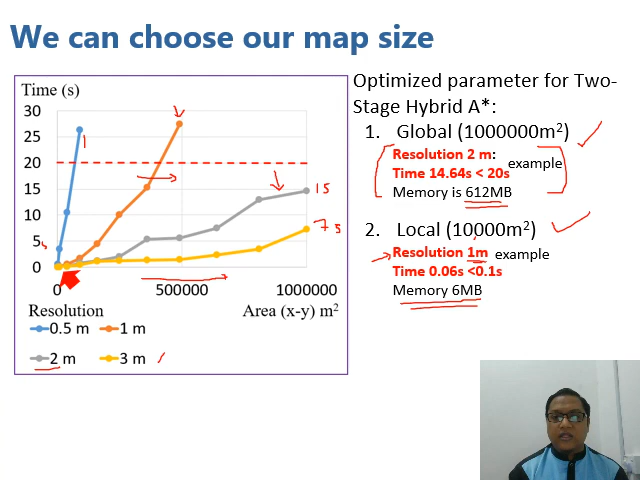 We can choose our map size
Time (s)
30
25
20
15
10
5
0
0
500000
1000000
Resolution
Area (x-y) m²
0.5 m
1 m
2 m
3 m
15
7s
Optimized parameter for Two-
Stage Hybrid A*:
1. Global (1000000m²)
Resolution 2 m: example
Time 14.64s < 20s
Memory is 612MB
2. Local (10000m²)
Resolution 1m example
Time 0.06s <0.1s
Memory 6MB